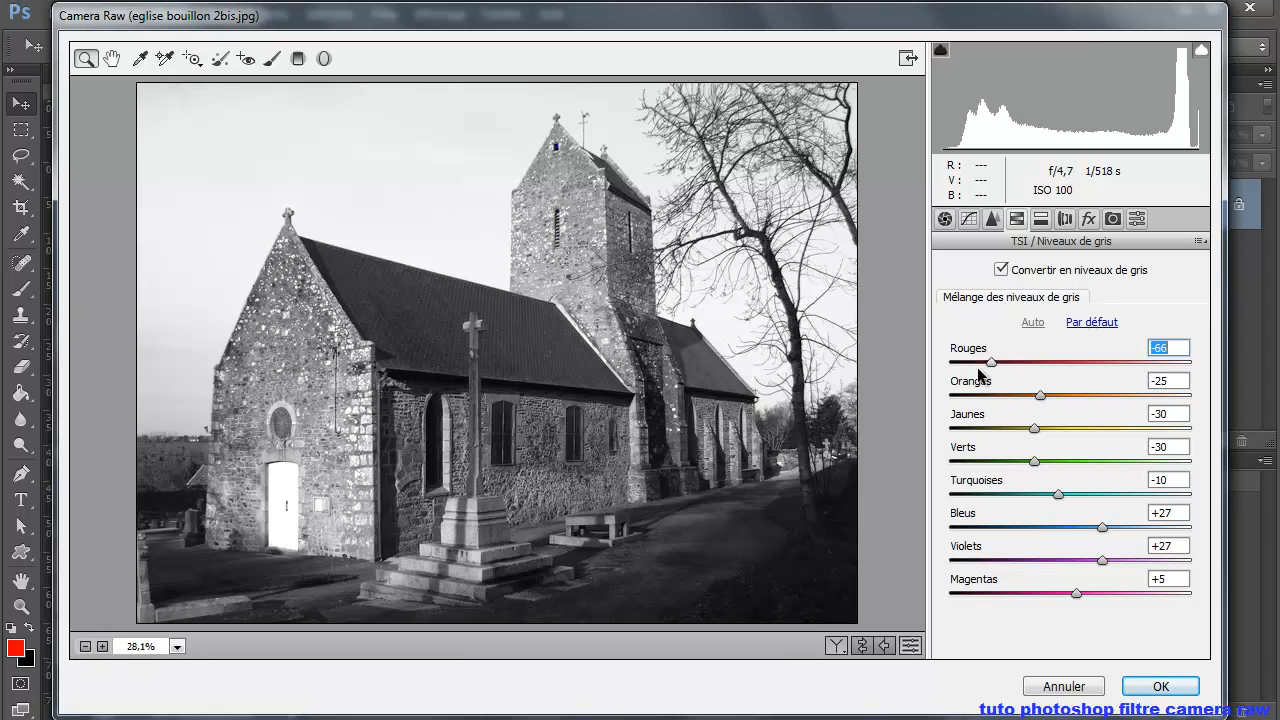 Ps
Camera Raw (eglise bouillon 2bis.jpg)
R : ---
V : ---
B : ---
f/4,7 1/518 s
ISO 100
fx
TSI / Niveaux de gris
Convertir en niveaux de gris
Mélange des niveaux de gris
Auto Par défaut
Rouges -66
Oranges -25
Jaunes -30
Verts -30
Turquoises -10
Bleus +27
Violets +27
Magentas +5
28,1%
Y
T
Annuler OK
tuto photoshop filtre camera raw